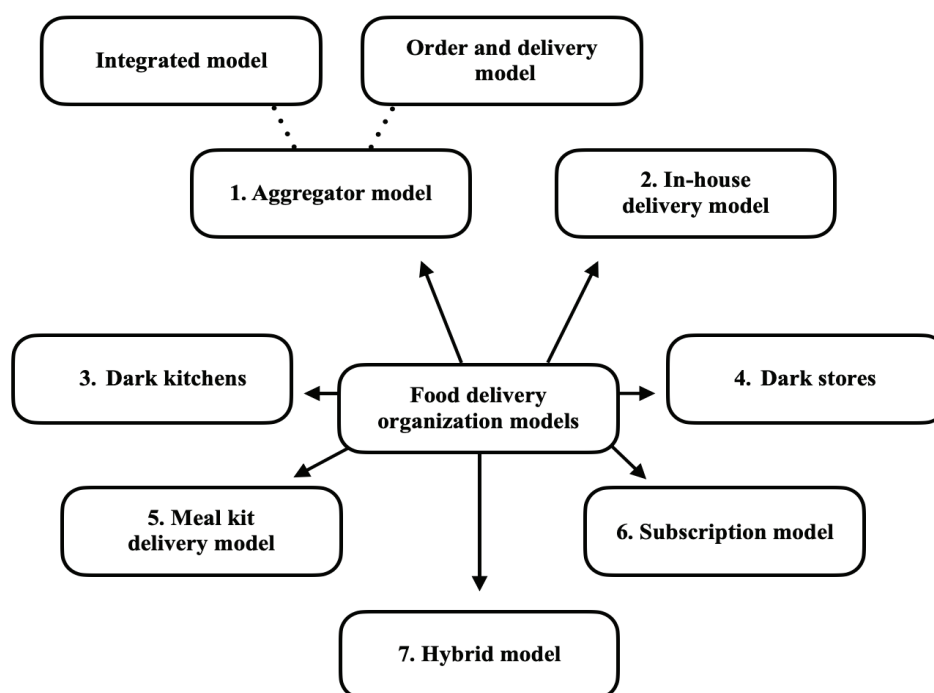 Integrated model
Order and delivery
model
1. Aggregator model
2. In-house
delivery model
3. Dark kitchens
Food delivery
organization models
4. Dark stores
5. Meal kit
delivery model
6. Subscription model
7. Hybrid model